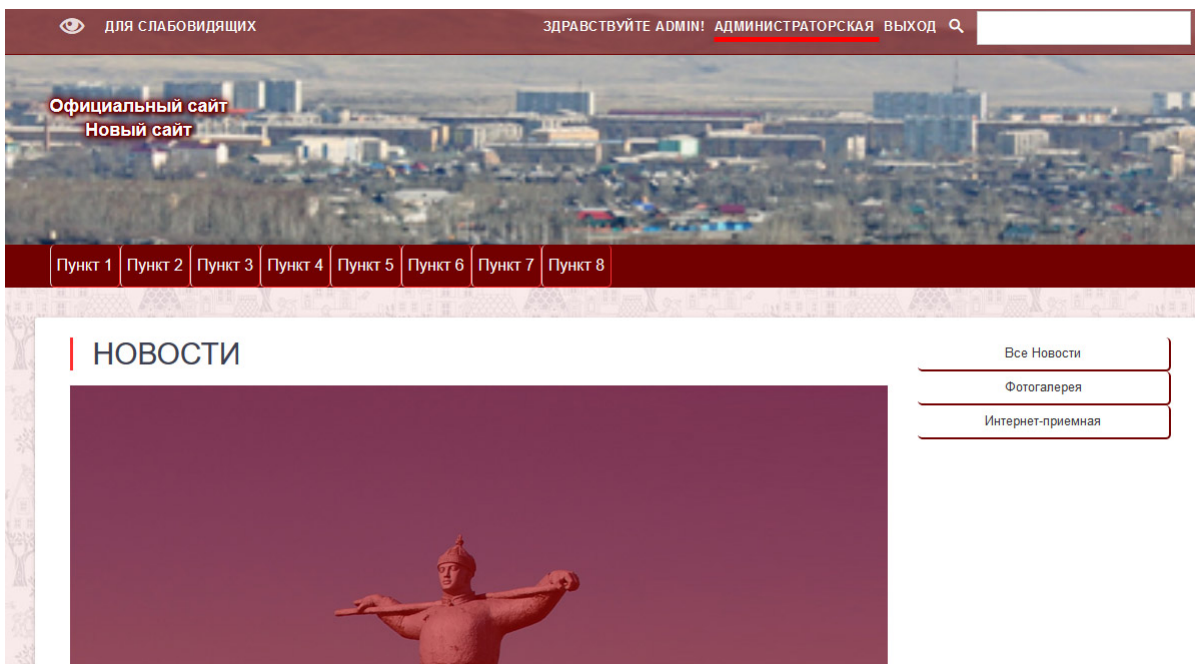 ДЛЯ СЛАБОВИДЯЩИХ ЗДРАВСТВУЙТЕ ADMIN! АДМИНИСТРАТОРСКАЯ ВЫХОД
Официальный сайт
Новый сайт
Пункт 1 Пункт 2 Пункт 3 Пункт 4 Пункт 5 Пункт 6 Пункт 7 Пункт 8
НОВОСТИ
Все Новости
Фотогалерея
Интернет-приемная